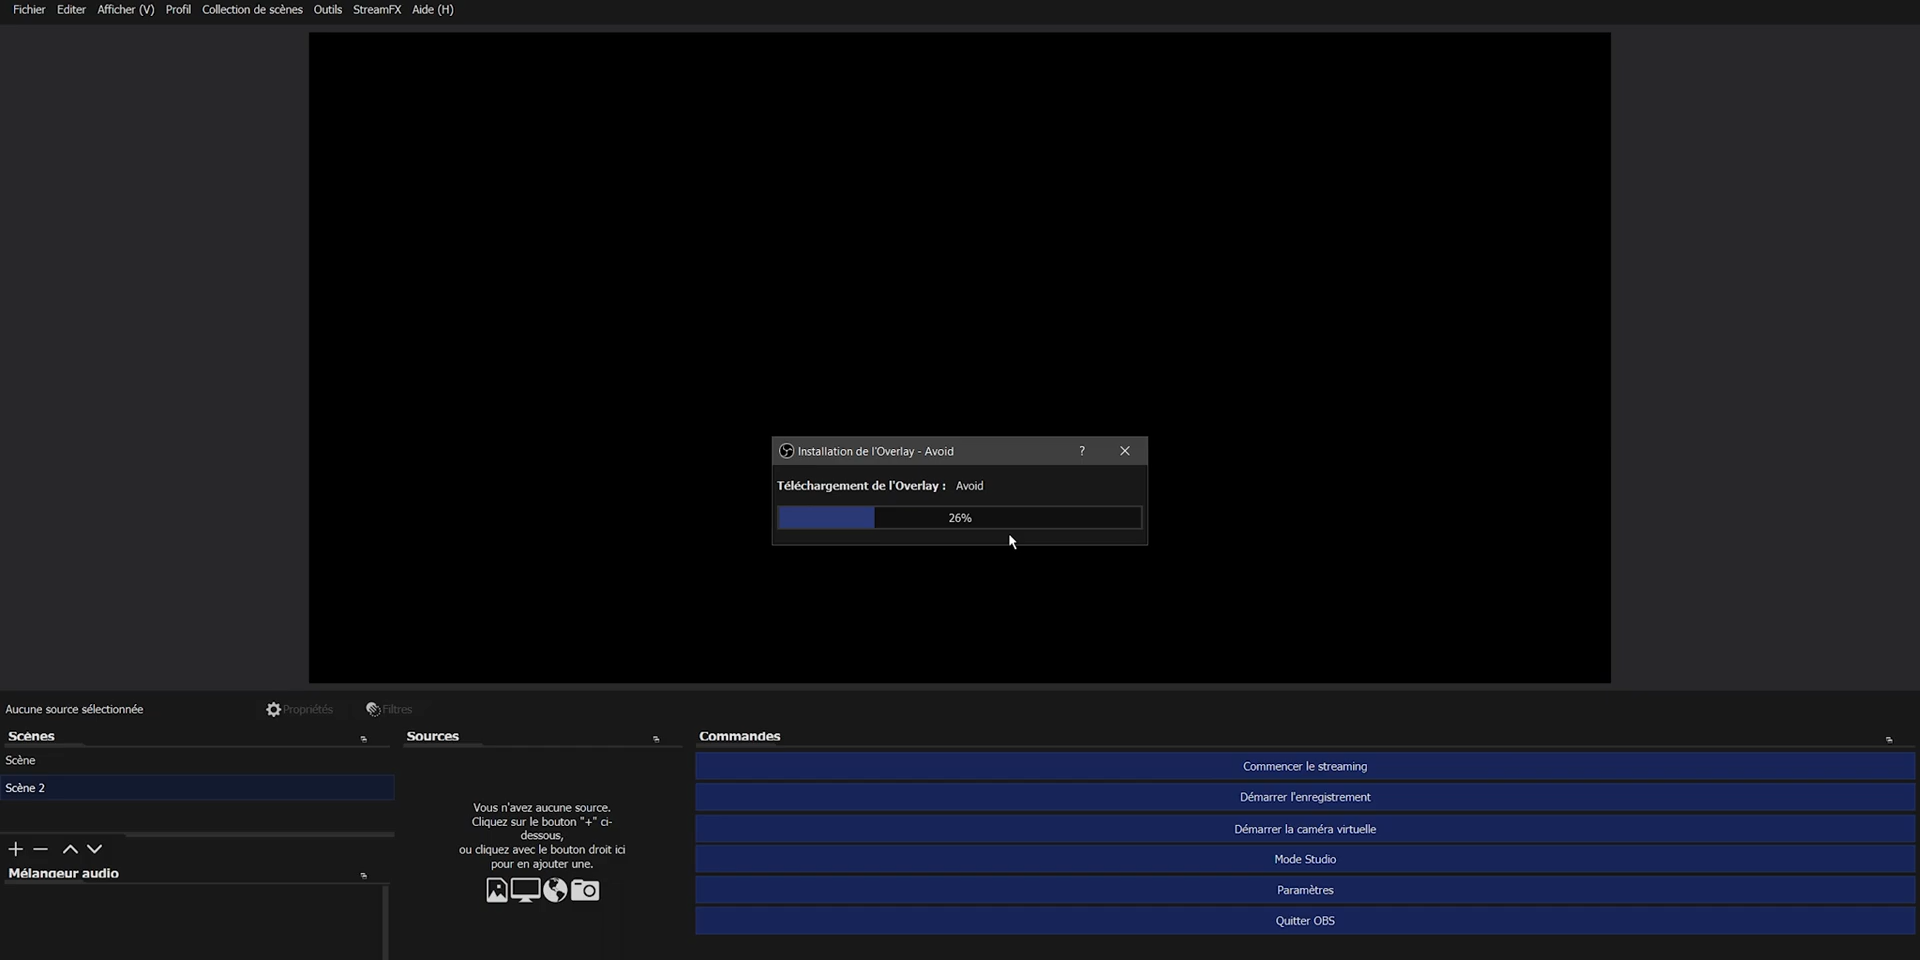 Fichier Editer Afficher (V) Profil Collection de scènes Outils StreamFX Aide (H)
Installation de l'Overlay - Avoid ?
Téléchargement de l'Overlay : Avoid
26%
Aucune source sélectionnée Propriétés Filtres
Scènes
Scène
Scène 2
Mélangeur audio
Sources
Vous n'avez aucune source.
Cliquez sur le bouton "+" ci-
dessous,
ou cliquez avec le bouton droit ici
pour en ajouter une.
Commandes
Commencer le streaming
Démarrer l'enregistrement
Démarrer la caméra virtuelle
Mode Studio
Paramètres
Quitter OBS